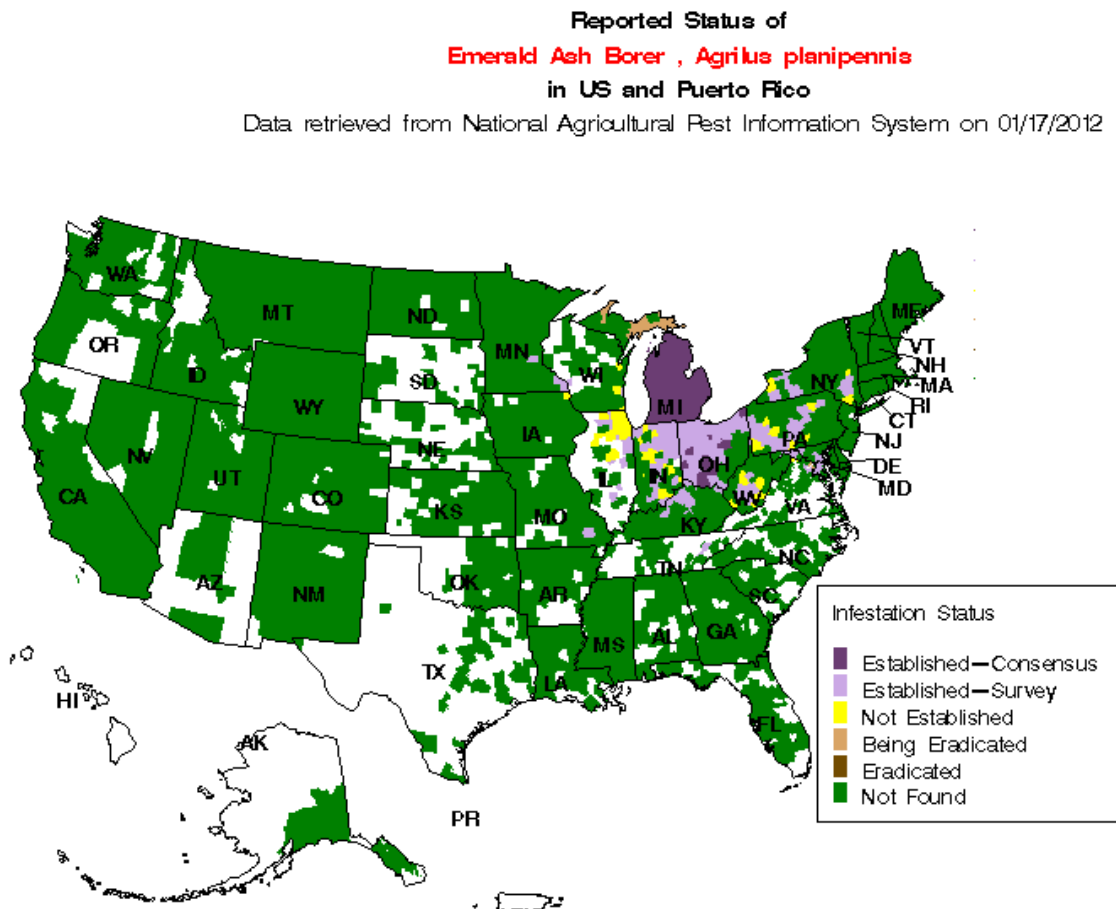 Reported Status of
Emerald Ash Borer , Agrilus planipennis
in US and Puerto Rico
Data retrieved from National Agricultural Pest Information System on 01/17/2012
WA
MT
ND
ME
OR
MN
VT
ID
SD
WI
NH
WY
MI
NY
MA
RI
CT
NE
IA
PA
NJ
NV
UT
IL
IN
OH
DE
CA
CO
KS
MO
WV
MD
VA
KY
AZ
NM
OK
AR
TN
NC
SC
MS
AL
GA
TX
LA
FL
HI
AK
PR
Infestation Status
Established-Consensus
Established-Survey
Not Established
Being Eradicated
Eradicated
Not Found